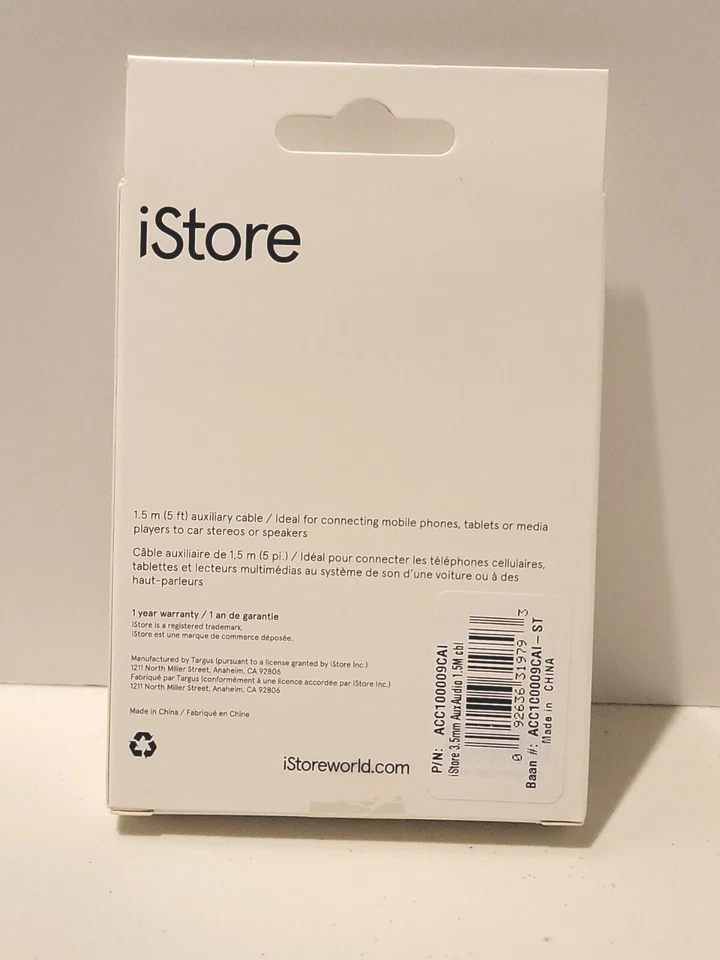 iStore
1.5 m (5 ft) auxiliary cable / Ideal for connecting mobile phones, tablets or media
players to car stereos or speakers
Câble auxiliaire de 1,5 m (5 pi.) / Idéal pour connecter les téléphones cellulaires,
tablettes et lecteurs multimédias au système de son d'une voiture ou à des
haut-parleurs
1 year warranty / 1 an de garantie
iStore is a registered trademark.
iStore est une marque de commerce déposée.
Manufactured by Targus (pursuant to a license granted by iStore Inc.)
1211 North Miller Street, Anaheim, CA 92806
Fabriqué par Targus (conformément à une licence accordée par iStore Inc.)
1211 North Miller Street, Anaheim, CA 92806
Made in China / Fabriqué en Chine
iStoreworld.com
P/N: ACC100009CAI
iStore 3.5mm AuxAudio 1.5M cbl
0 92636 31979 3
Baan #: ACC100009CAI-ST
Made in CHINA